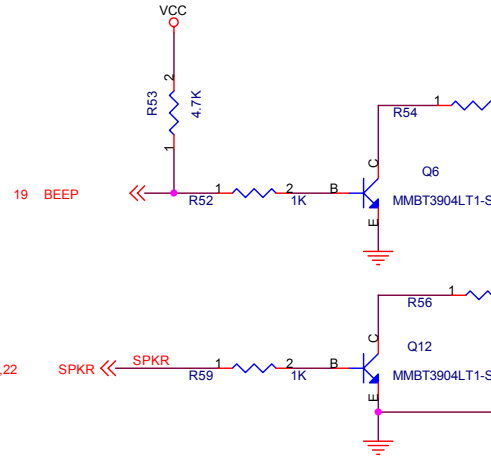 VCC
2
R53
4.7K
1
1
R54
C
Q6
19 BEEP
1
R52
2
1K
B
MMBT3904LT1-S
E
1
R56
C
Q12
,22
SPKR
SPKR
1
R59
2
1K
B
MMBT3904LT1-S
E